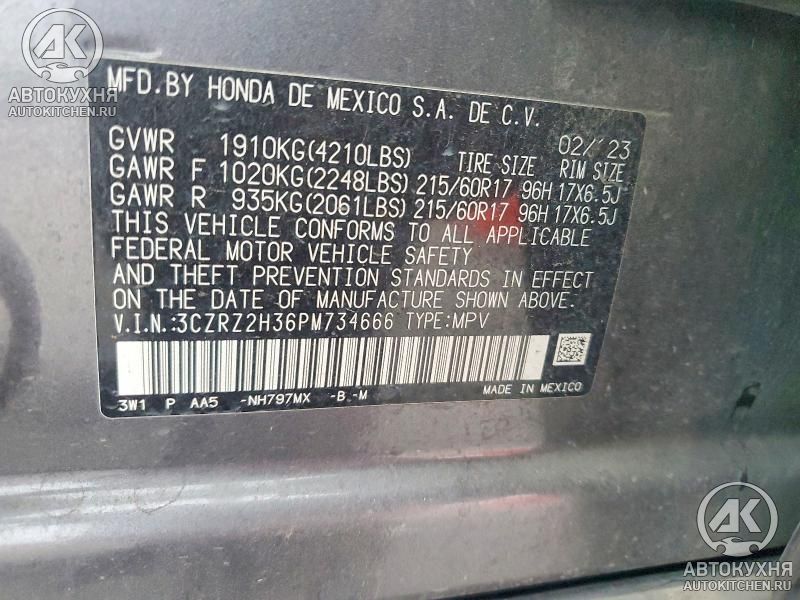 AK
АВТОКУХНЯ
AUTOKITCHEN.RU
MFD.BY HONDA DE MEXICO S.A. DE C.V.
02/'23
GVWR 1910KG(4210LBS) TIRE SIZE RIM SIZE
GAWR F 1020KG(2248LBS) 215/60R17 96H 17X6.5J
GAWR R 935KG(2061LBS) 215/60R17 96H 17X6.5J
THIS VEHICLE CONFORMS TO ALL APPLICABLE
FEDERAL MOTOR VEHICLE SAFETY
AND THEFT PREVENTION STANDARDS IN EFFECT
ON THE DATE OF MANUFACTURE SHOWN ABOVE.
V.I.N.:3CZRZ2H36PM734666 TYPE:MPV
MADE IN MEXICO
3W1 P AA5 -NH797MX -B -M
AK
АВТОКУХНЯ
AUTOKITCHEN.RU